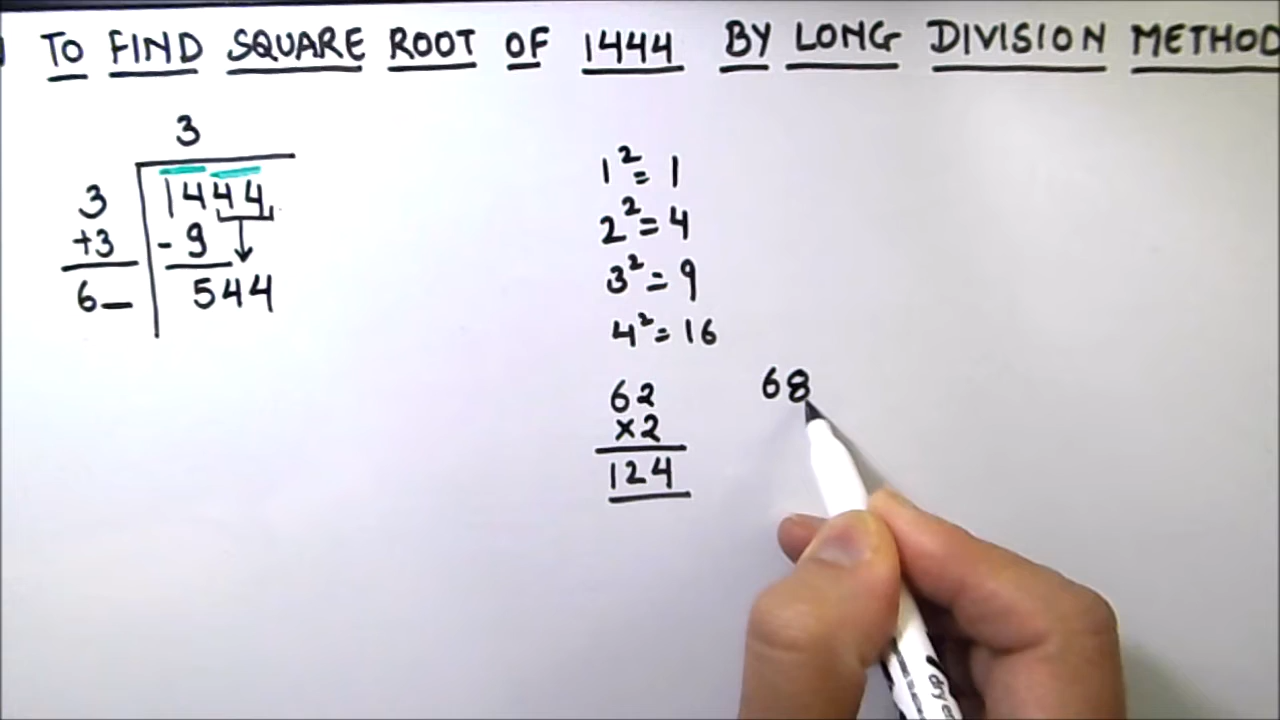 TO FIND SQUARE ROOT OF 1444 BY LONG DIVISION METHOD
3
3 1444
+3 - 9
6_ 544
1² = 1
2² = 4
3² = 9
4² = 16
62
×2
124
68